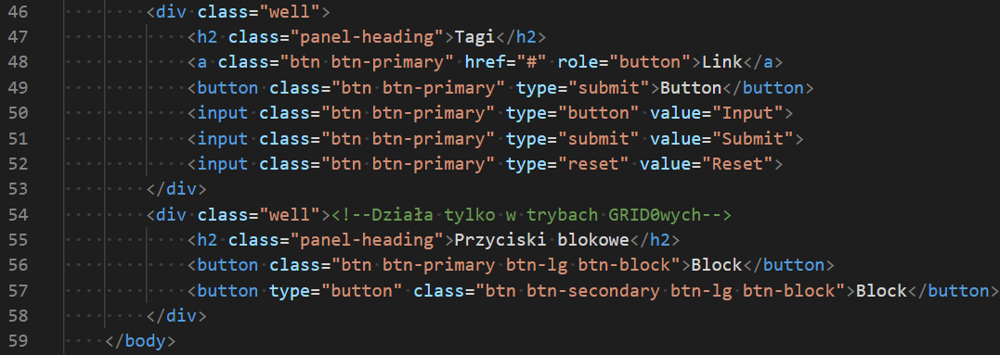 46 <div class="well">
47 <h2 class="panel-heading">Tagi</h2>
48 <a class="btn btn-primary" href="#" role="button">Link</a>
49 <button class="btn btn-primary" type="submit">Button</button>
50 <input class="btn btn-primary" type="button" value="Input">
51 <input class="btn btn-primary" type="submit" value="Submit">
52 <input class="btn btn-primary" type="reset" value="Reset">
53 </div>
54 <div class="well"><!--Działa tylko w trybach GRID0wych-->
55 <h2 class="panel-heading">Przyciski blokowe</h2>
56 <button class="btn btn-primary btn-lg btn-block">Block</button>
57 <button type="button" class="btn btn-secondary btn-lg btn-block">Block</button>
58 </div>
59 </body>